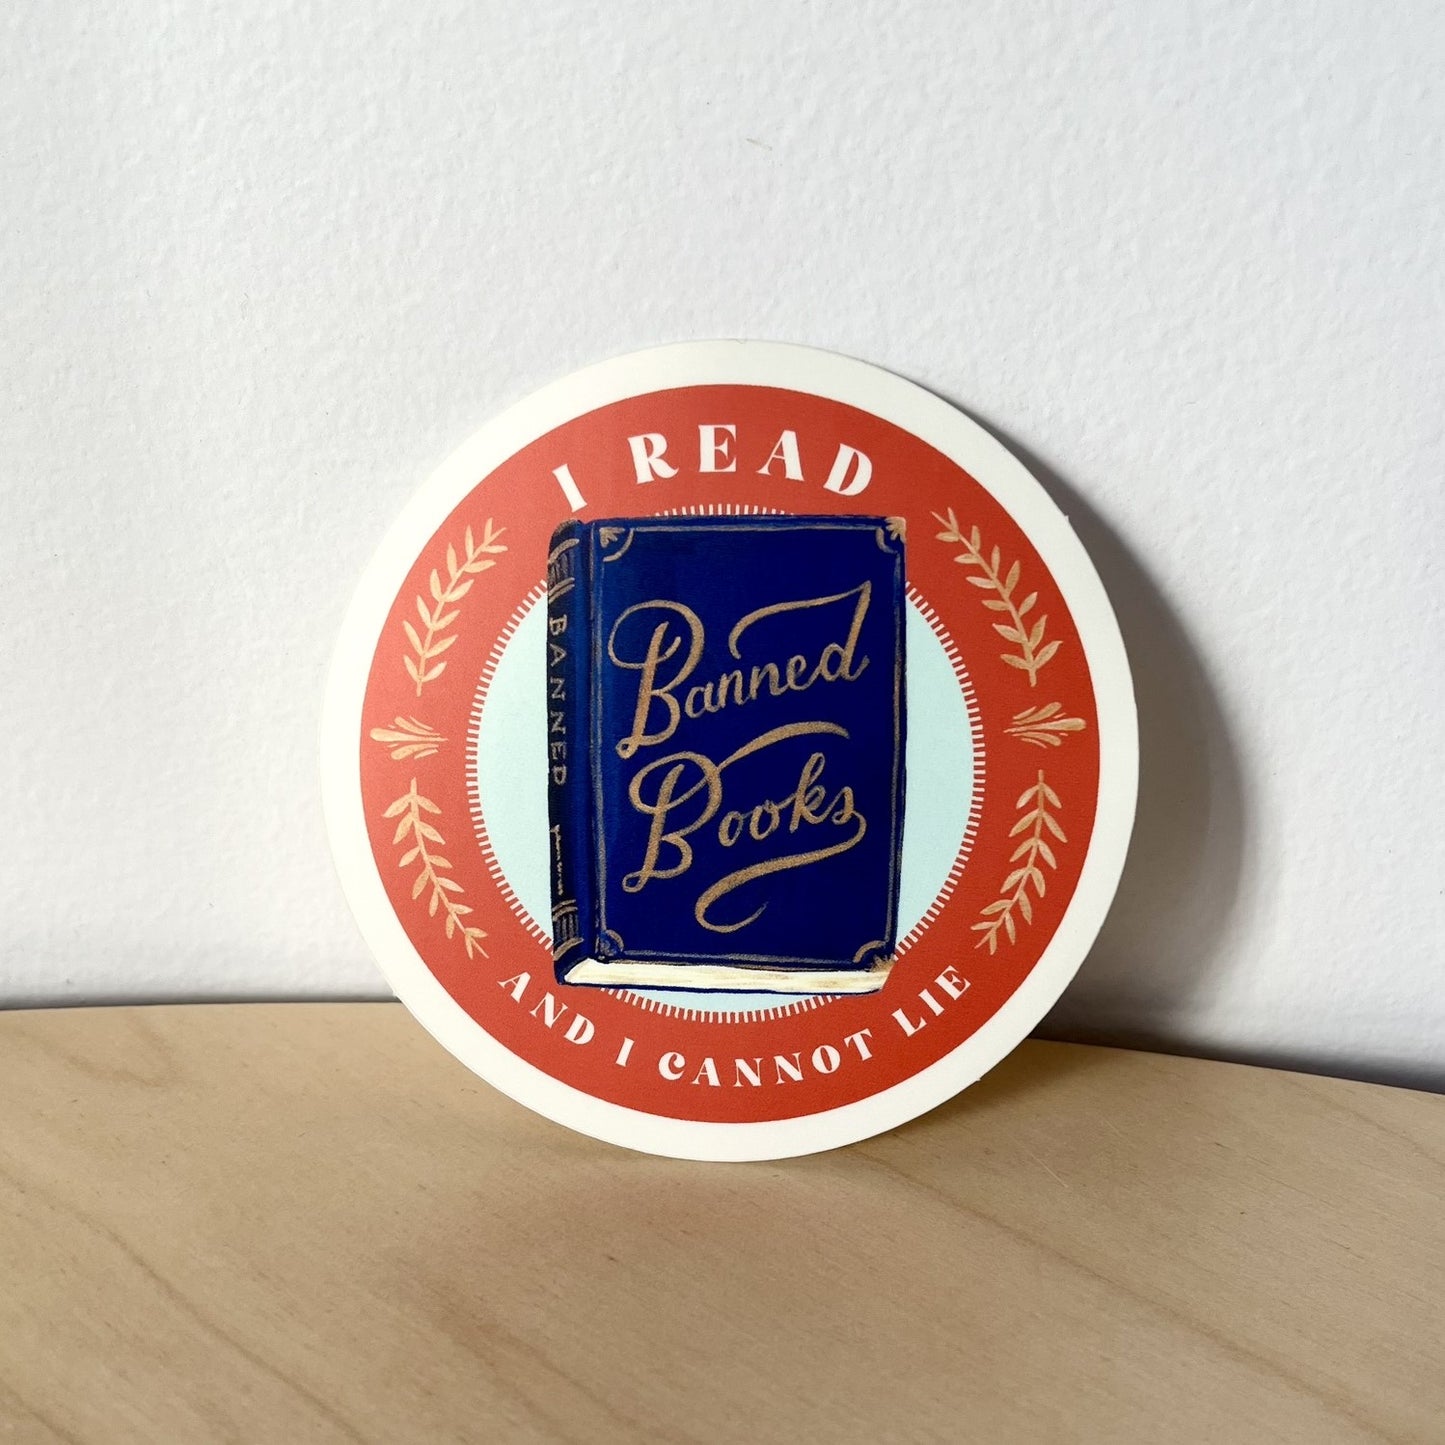 I READ
Banned
Books
BANNED
AND I CANNOT LIE